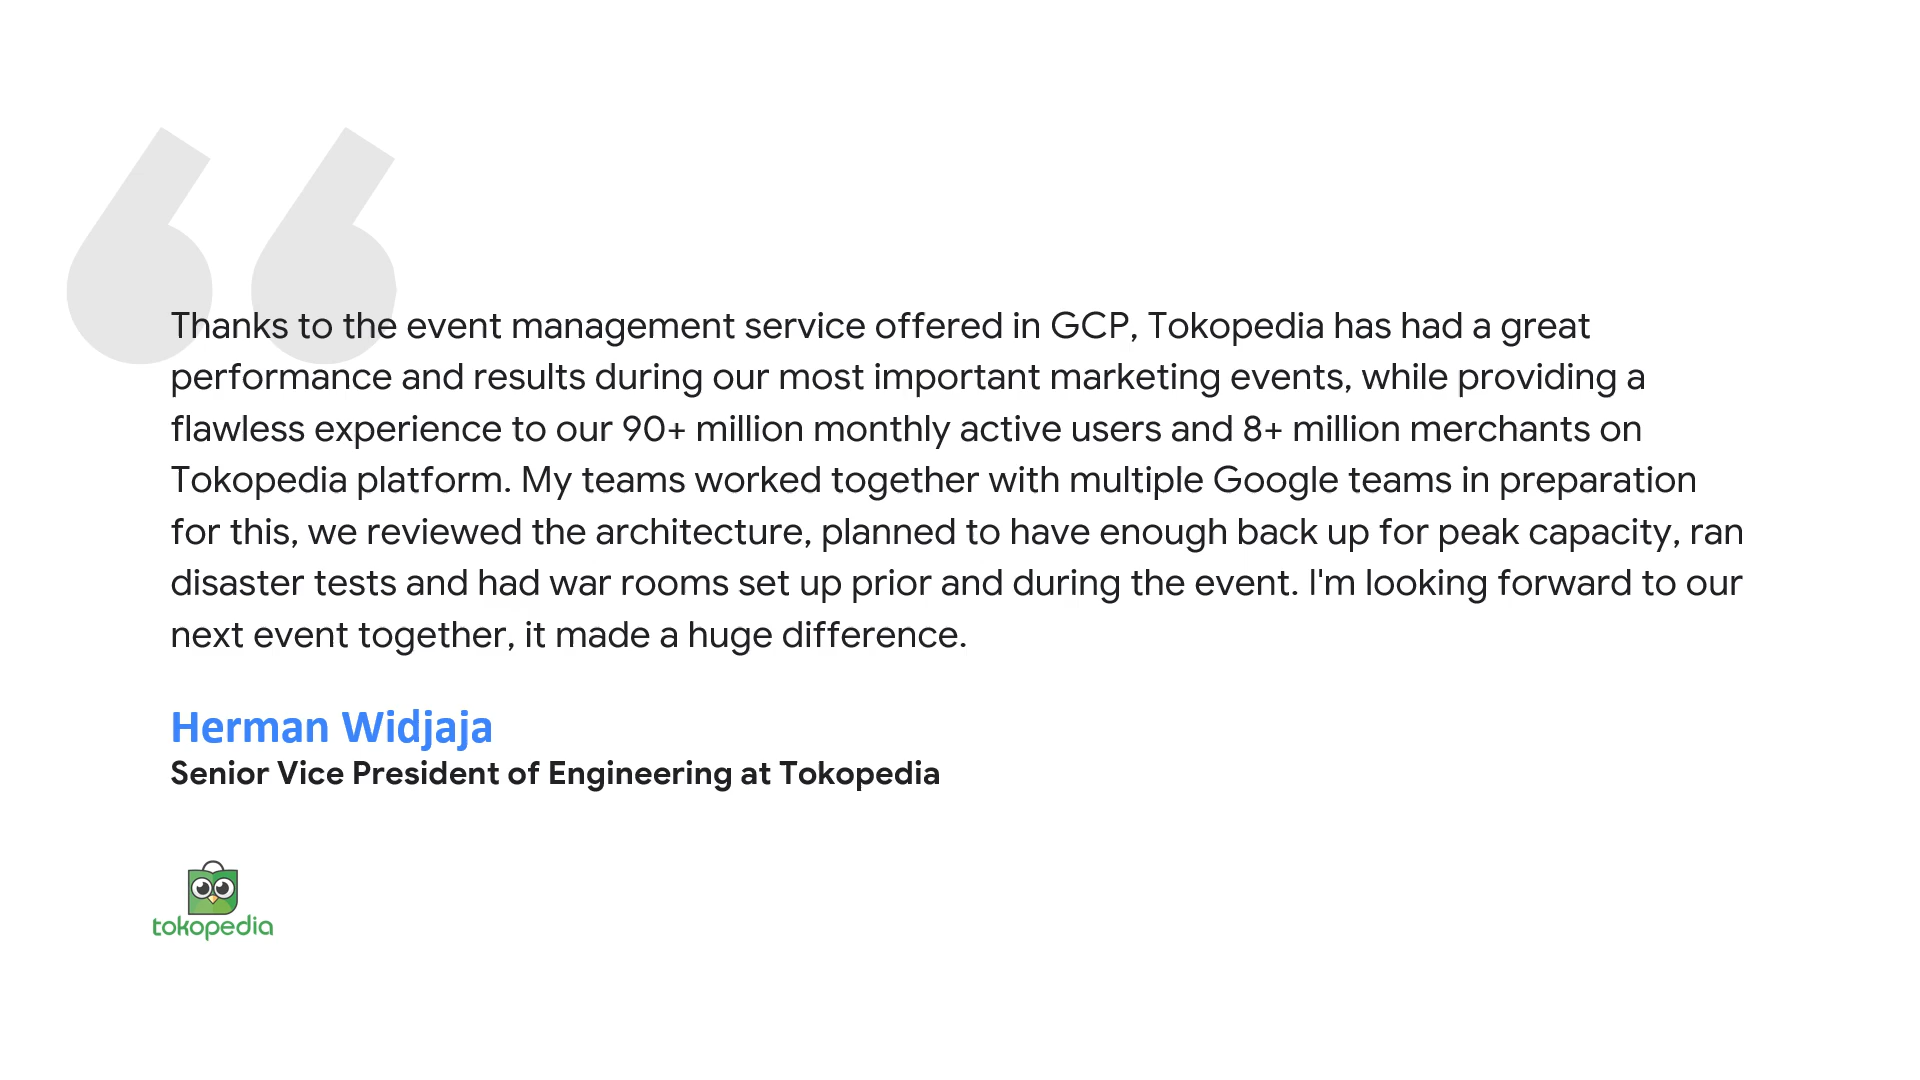 Thanks to the event management service offered in GCP, Tokopedia has had a great
performance and results during our most important marketing events, while providing a
flawless experience to our 90+ million monthly active users and 8+ million merchants on
Tokopedia platform. My teams worked together with multiple Google teams in preparation
for this, we reviewed the architecture, planned to have enough back up for peak capacity, ran
disaster tests and had war rooms set up prior and during the event. I'm looking forward to our
next event together, it made a huge difference.
Herman Widjaja
Senior Vice President of Engineering at Tokopedia
tokopedia